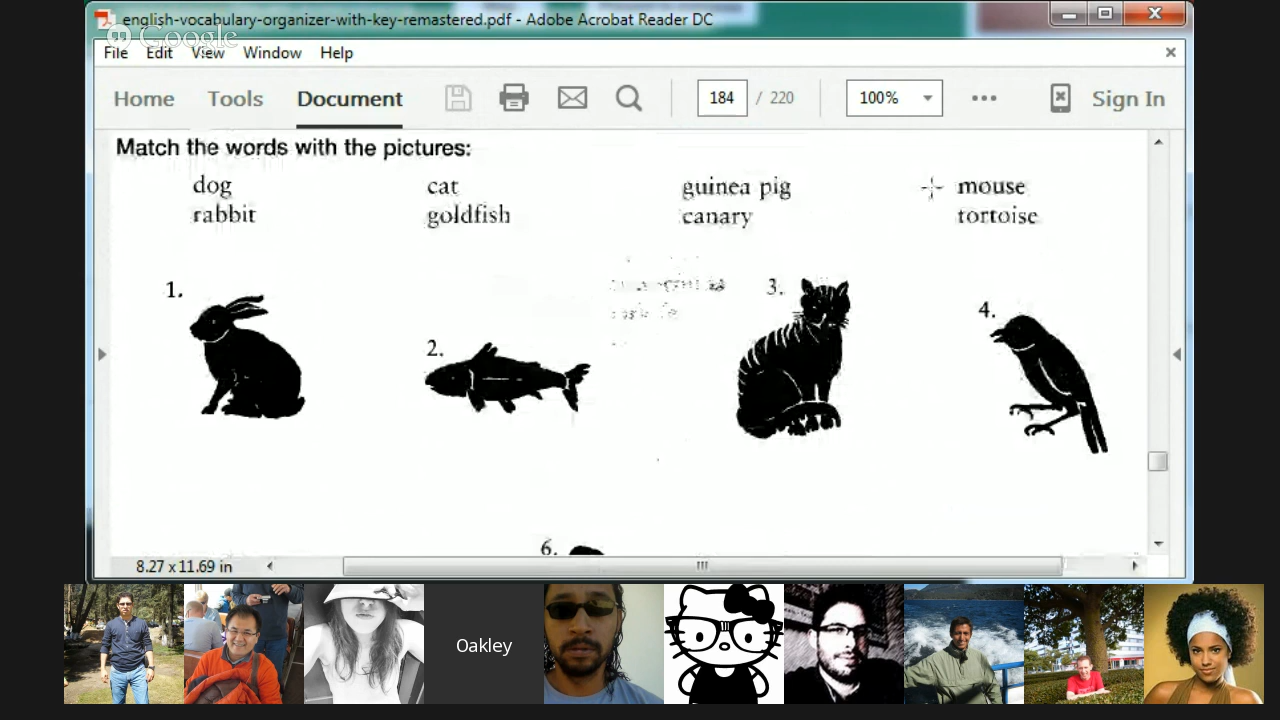 english-vocabulary-organizer-with-key-remastered.pdf - Adobe Acrobat Reader DC
Google
File Edit View Window Help
Home Tools Document 184 / 220 100% Sign In
Match the words with the pictures:
dog cat guinea pig mouse
rabbit goldfish canary tortoise
1.
2.
3.
4.
6.
8.27 x 11.69 in
Oakley